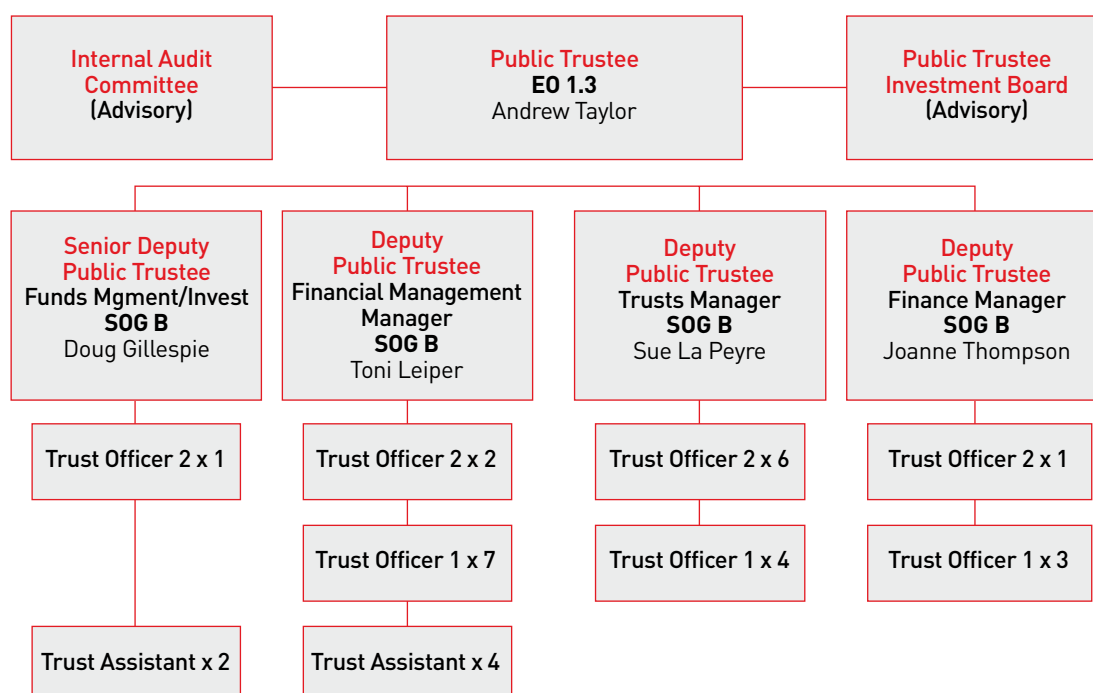 Internal Audit
Committee
(Advisory)
Public Trustee
EO 1.3
Andrew Taylor
Public Trustee
Investment Board
(Advisory)
Senior Deputy
Public Trustee
Funds Mgment/Invest
SOG B
Doug Gillespie
Deputy
Public Trustee
Financial Management
Manager
SOG B
Toni Leiper
Deputy
Public Trustee
Trusts Manager
SOG B
Sue La Peyre
Deputy
Public Trustee
Finance Manager
SOG B
Joanne Thompson
Trust Officer 2 x 1
Trust Officer 2 x 2
Trust Officer 2 x 6
Trust Officer 2 x 1
Trust Officer 1 x 7
Trust Officer 1 x 4
Trust Officer 1 x 3
Trust Assistant x 2
Trust Assistant x 4